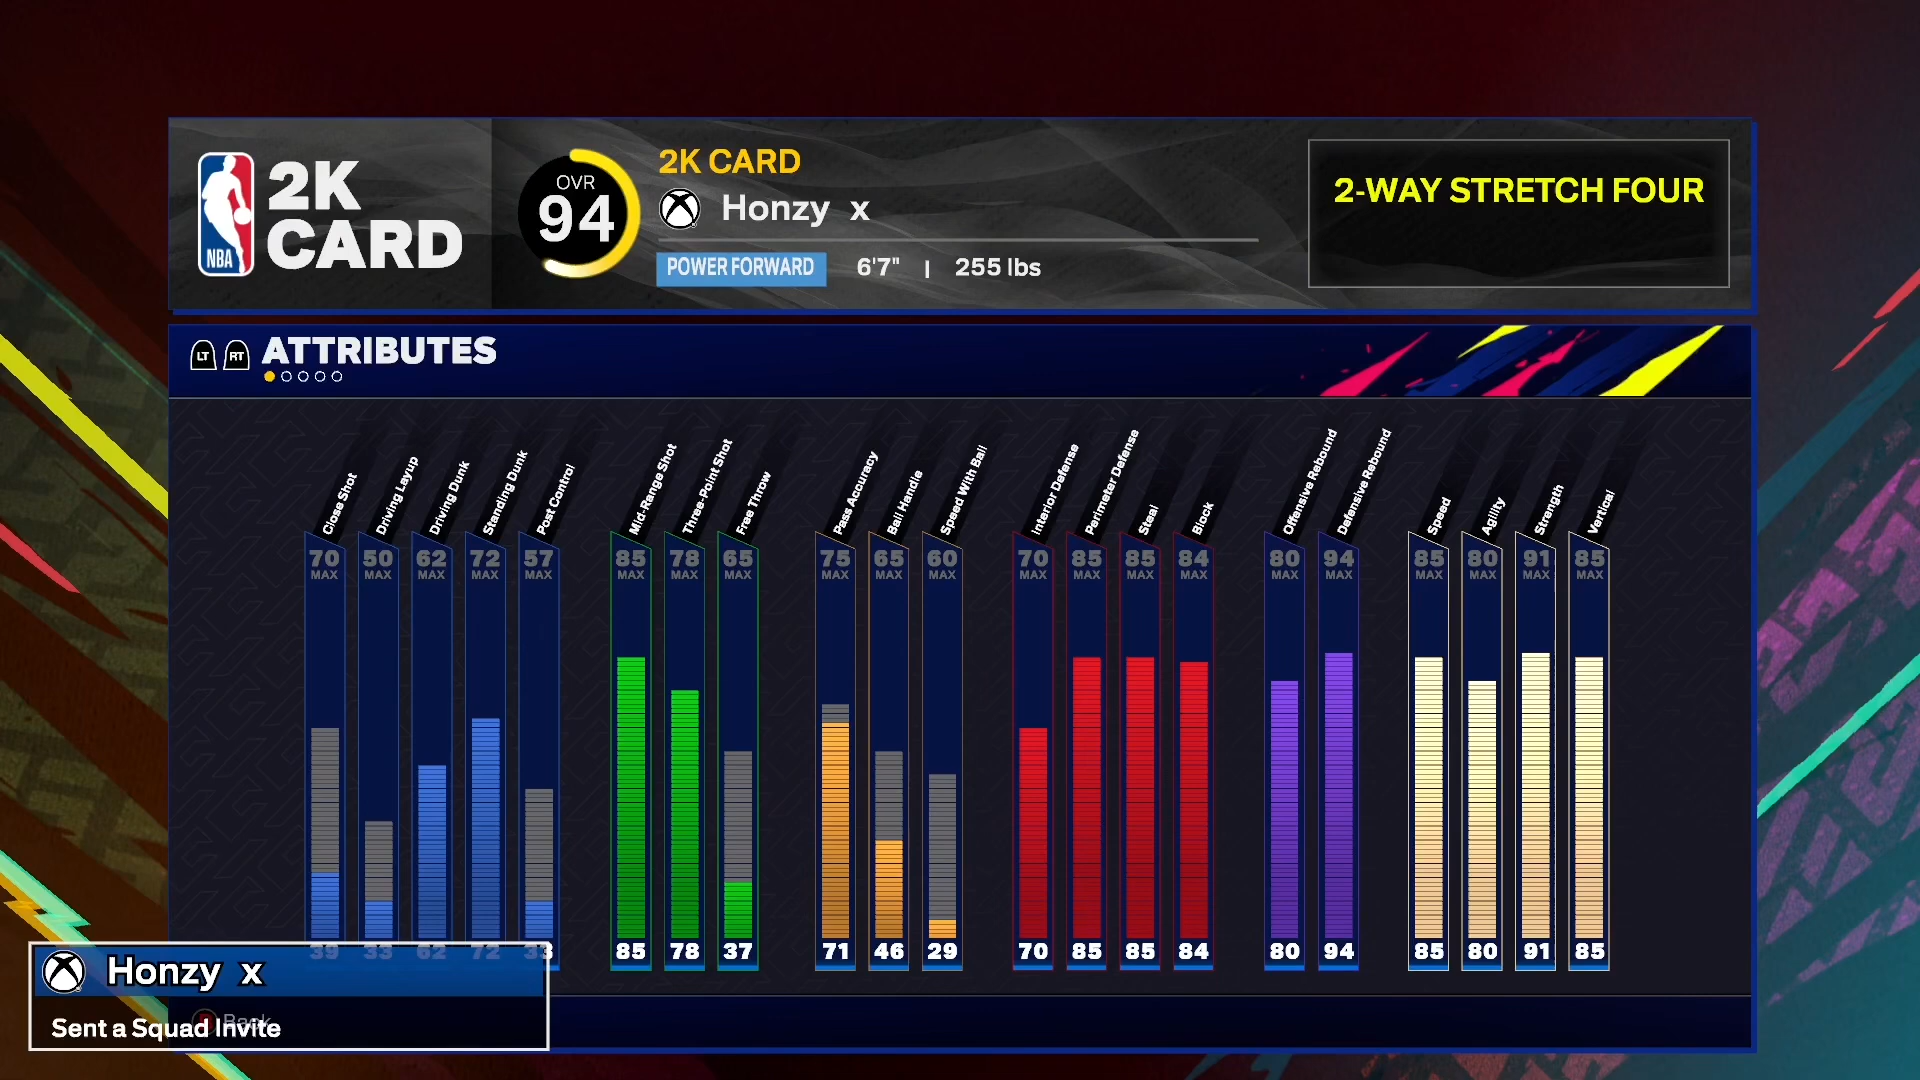 NBA
2K
CARD
OVR
94
2K CARD
Honzy x
POWER FORWARD 6'7" | 255 lbs
2-WAY STRETCH FOUR
LT RT ATTRIBUTES
Close Shot Driving Layup Driving Dunk Standing Dunk Post Control Mid-Range Shot Three-Point Shot Free Throw Pass Accuracy Ball Handle Speed With Ball Interior Defense Perimeter Defense Steal Block Offensive Rebound Defensive Rebound Speed Agility Strength Vertical
70 50 62 72 57 85 78 65 75 65 60 70 85 85 84 80 94 85 80 91 85
MAX MAX MAX MAX MAX MAX MAX MAX MAX MAX MAX MAX MAX MAX MAX MAX MAX MAX MAX MAX MAX
39 33 62 72 33 85 78 37 71 46 29 70 85 85 84 80 94 85 80 91 85
Honzy x
B Back
Sent a Squad Invite